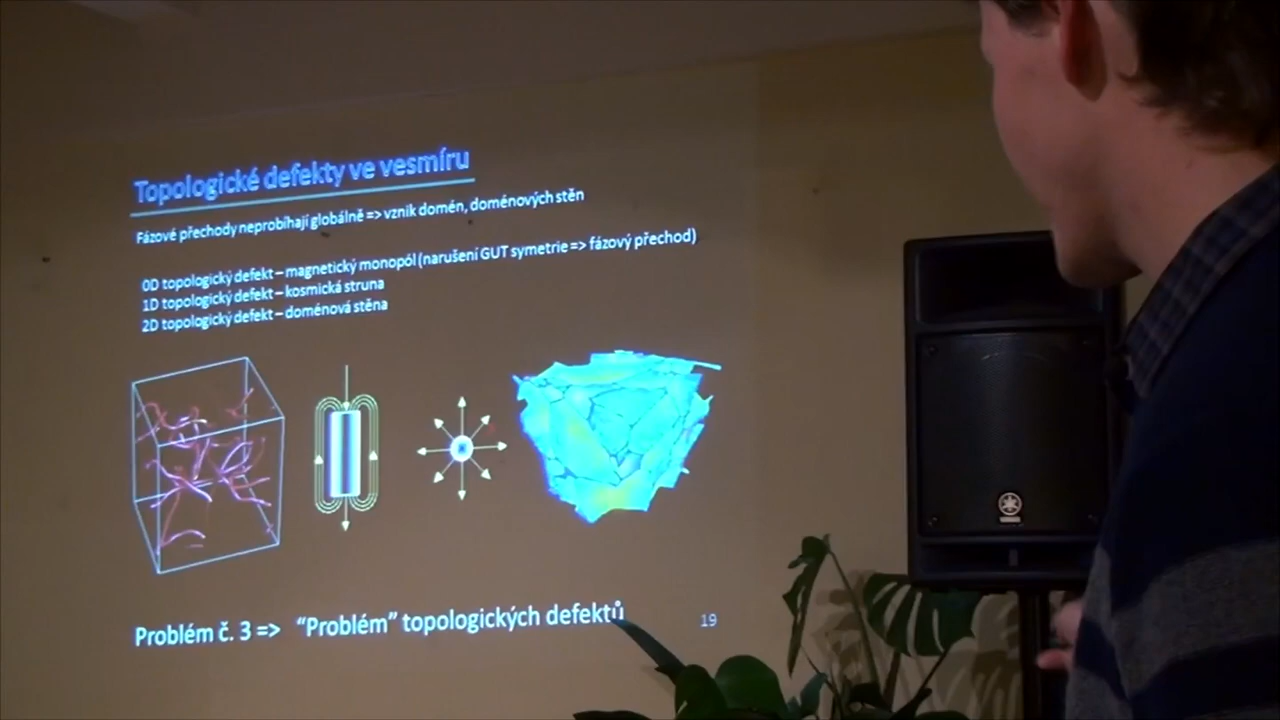 Topologické defekty ve vesmíru
Fázové přechody neprobíhají globálně => vznik domén, doménových stěn
0D topologický defekt – magnetický monopól (narušení GUT symetrie => fázový přechod)
1D topologický defekt – kosmická struna
2D topologický defekt – doménová stěna
Problém č. 3 => “Problém” topologických defektů
19